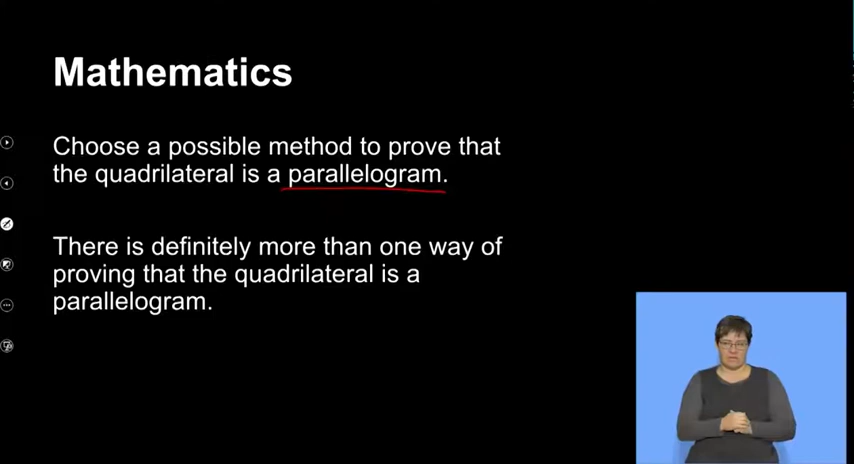 Mathematics
Choose a possible method to prove that
the quadrilateral is a parallelogram.
There is definitely more than one way of
proving that the quadrilateral is a
parallelogram.